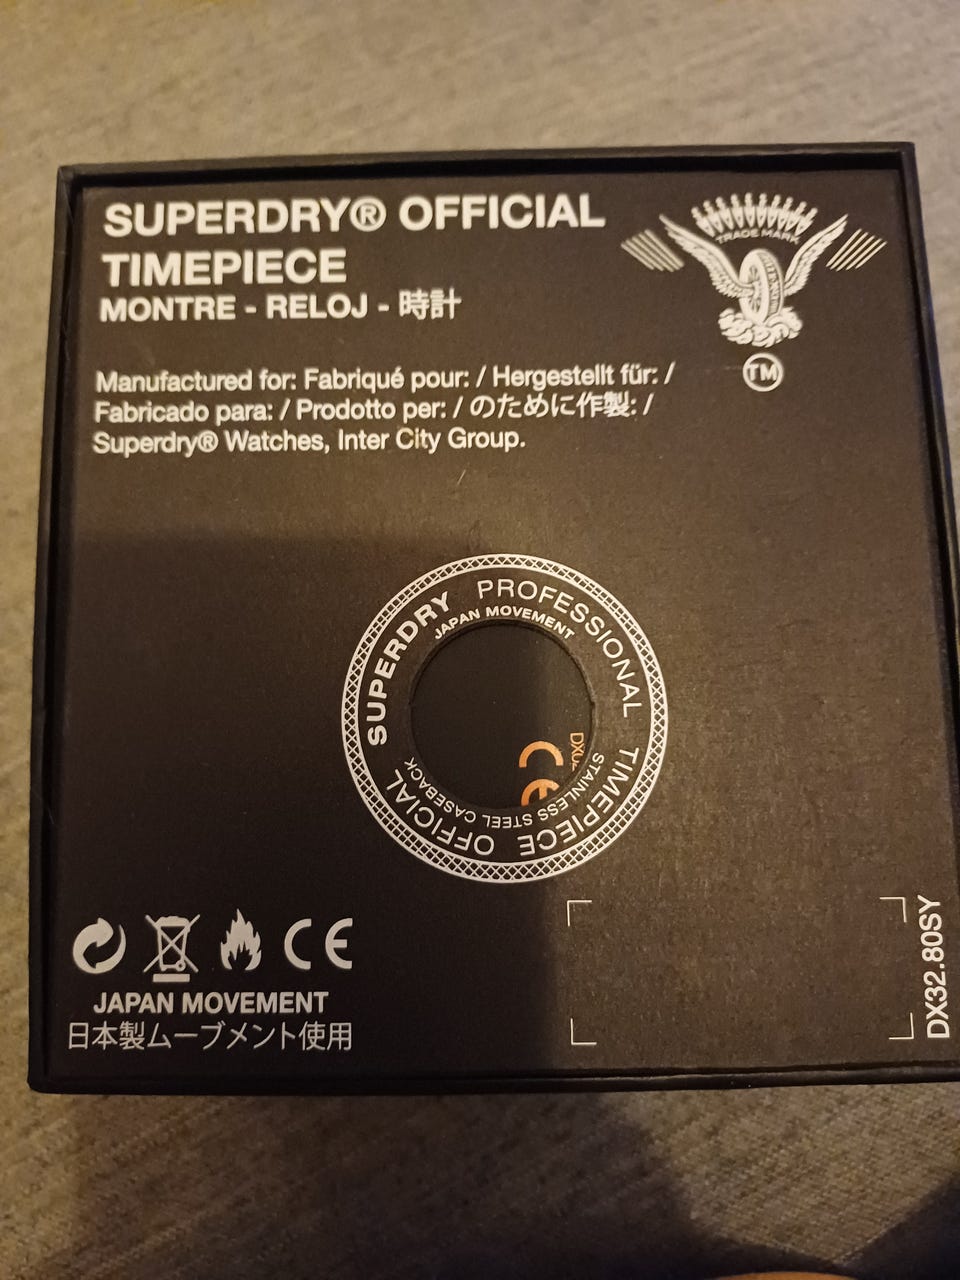 SUPERDRY® OFFICIAL
TIMEPIECE
MONTRE - RELOJ - 時計
TRADE MARK
TM
Manufactured for: Fabriqué pour: / Hergestellt für: /
Fabricado para: / Prodotto per: / のために作製: /
Superdry® Watches, Inter City Group.
SUPERDRY PROFESSIONAL TIMEPIECE OFFICIAL
JAPAN MOVEMENT
STAINLESS STEEL CASEBACK
CE
CE
JAPAN MOVEMENT
日本製ムーブメント使用
DX32.80SY